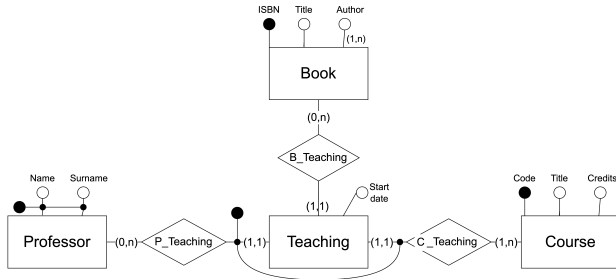 ISBN Title Author
(1,n)
Book
(0,n)
B_Teaching
Name Surname
Start
date
Code Title Credits
(1,1)
Professor (0,n) P_Teaching (1,1) Teaching (1,1) C_Teaching (1,n) Course